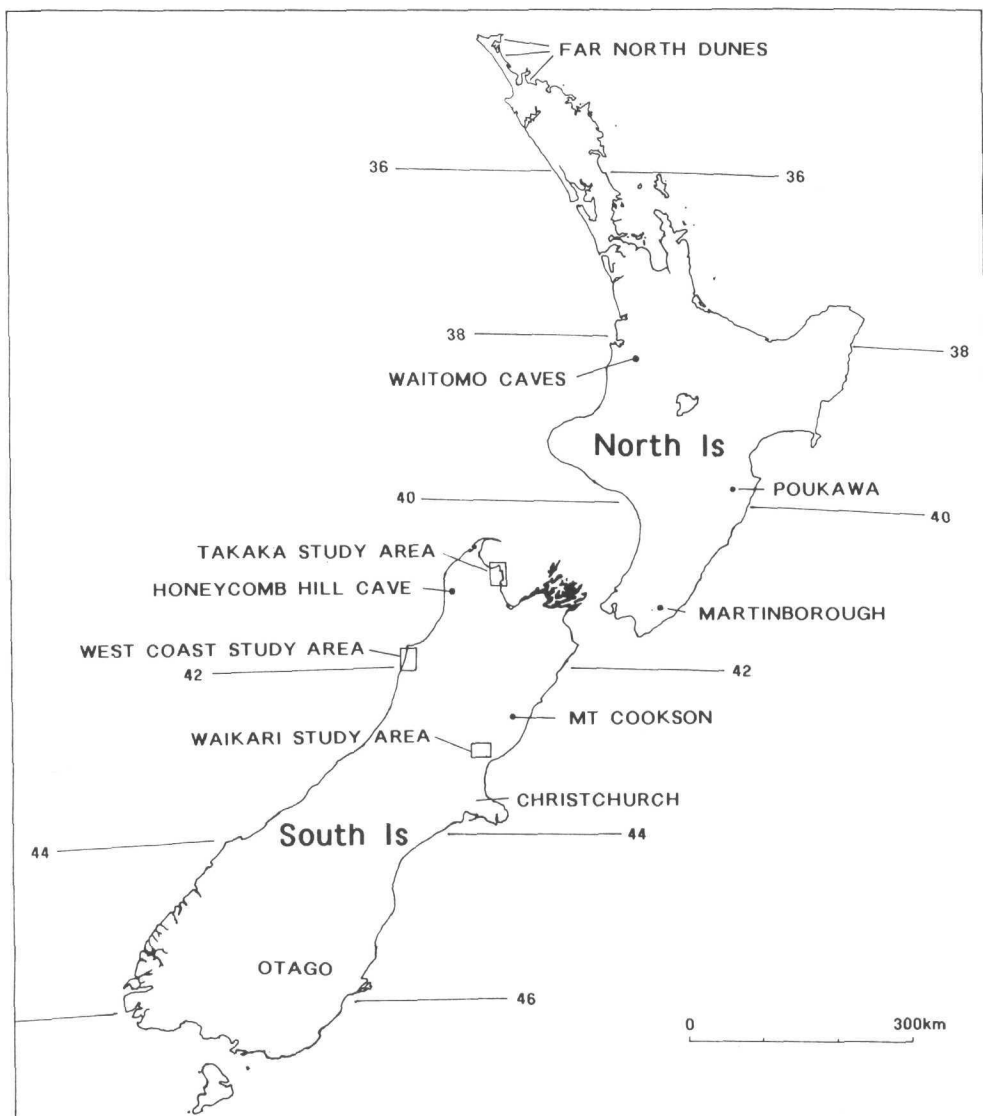 FAR NORTH DUNES
36
36
38
38
WAITOMO CAVES
North Is
40
POUKAWA
40
TAKAKA STUDY AREA
HONEYCOMB HILL CAVE
MARTINBOROUGH
WEST COAST STUDY AREA
42
42
MT COOKSON
WAIKARI STUDY AREA
CHRISTCHURCH
South Is
44
44
OTAGO
46
0 300km